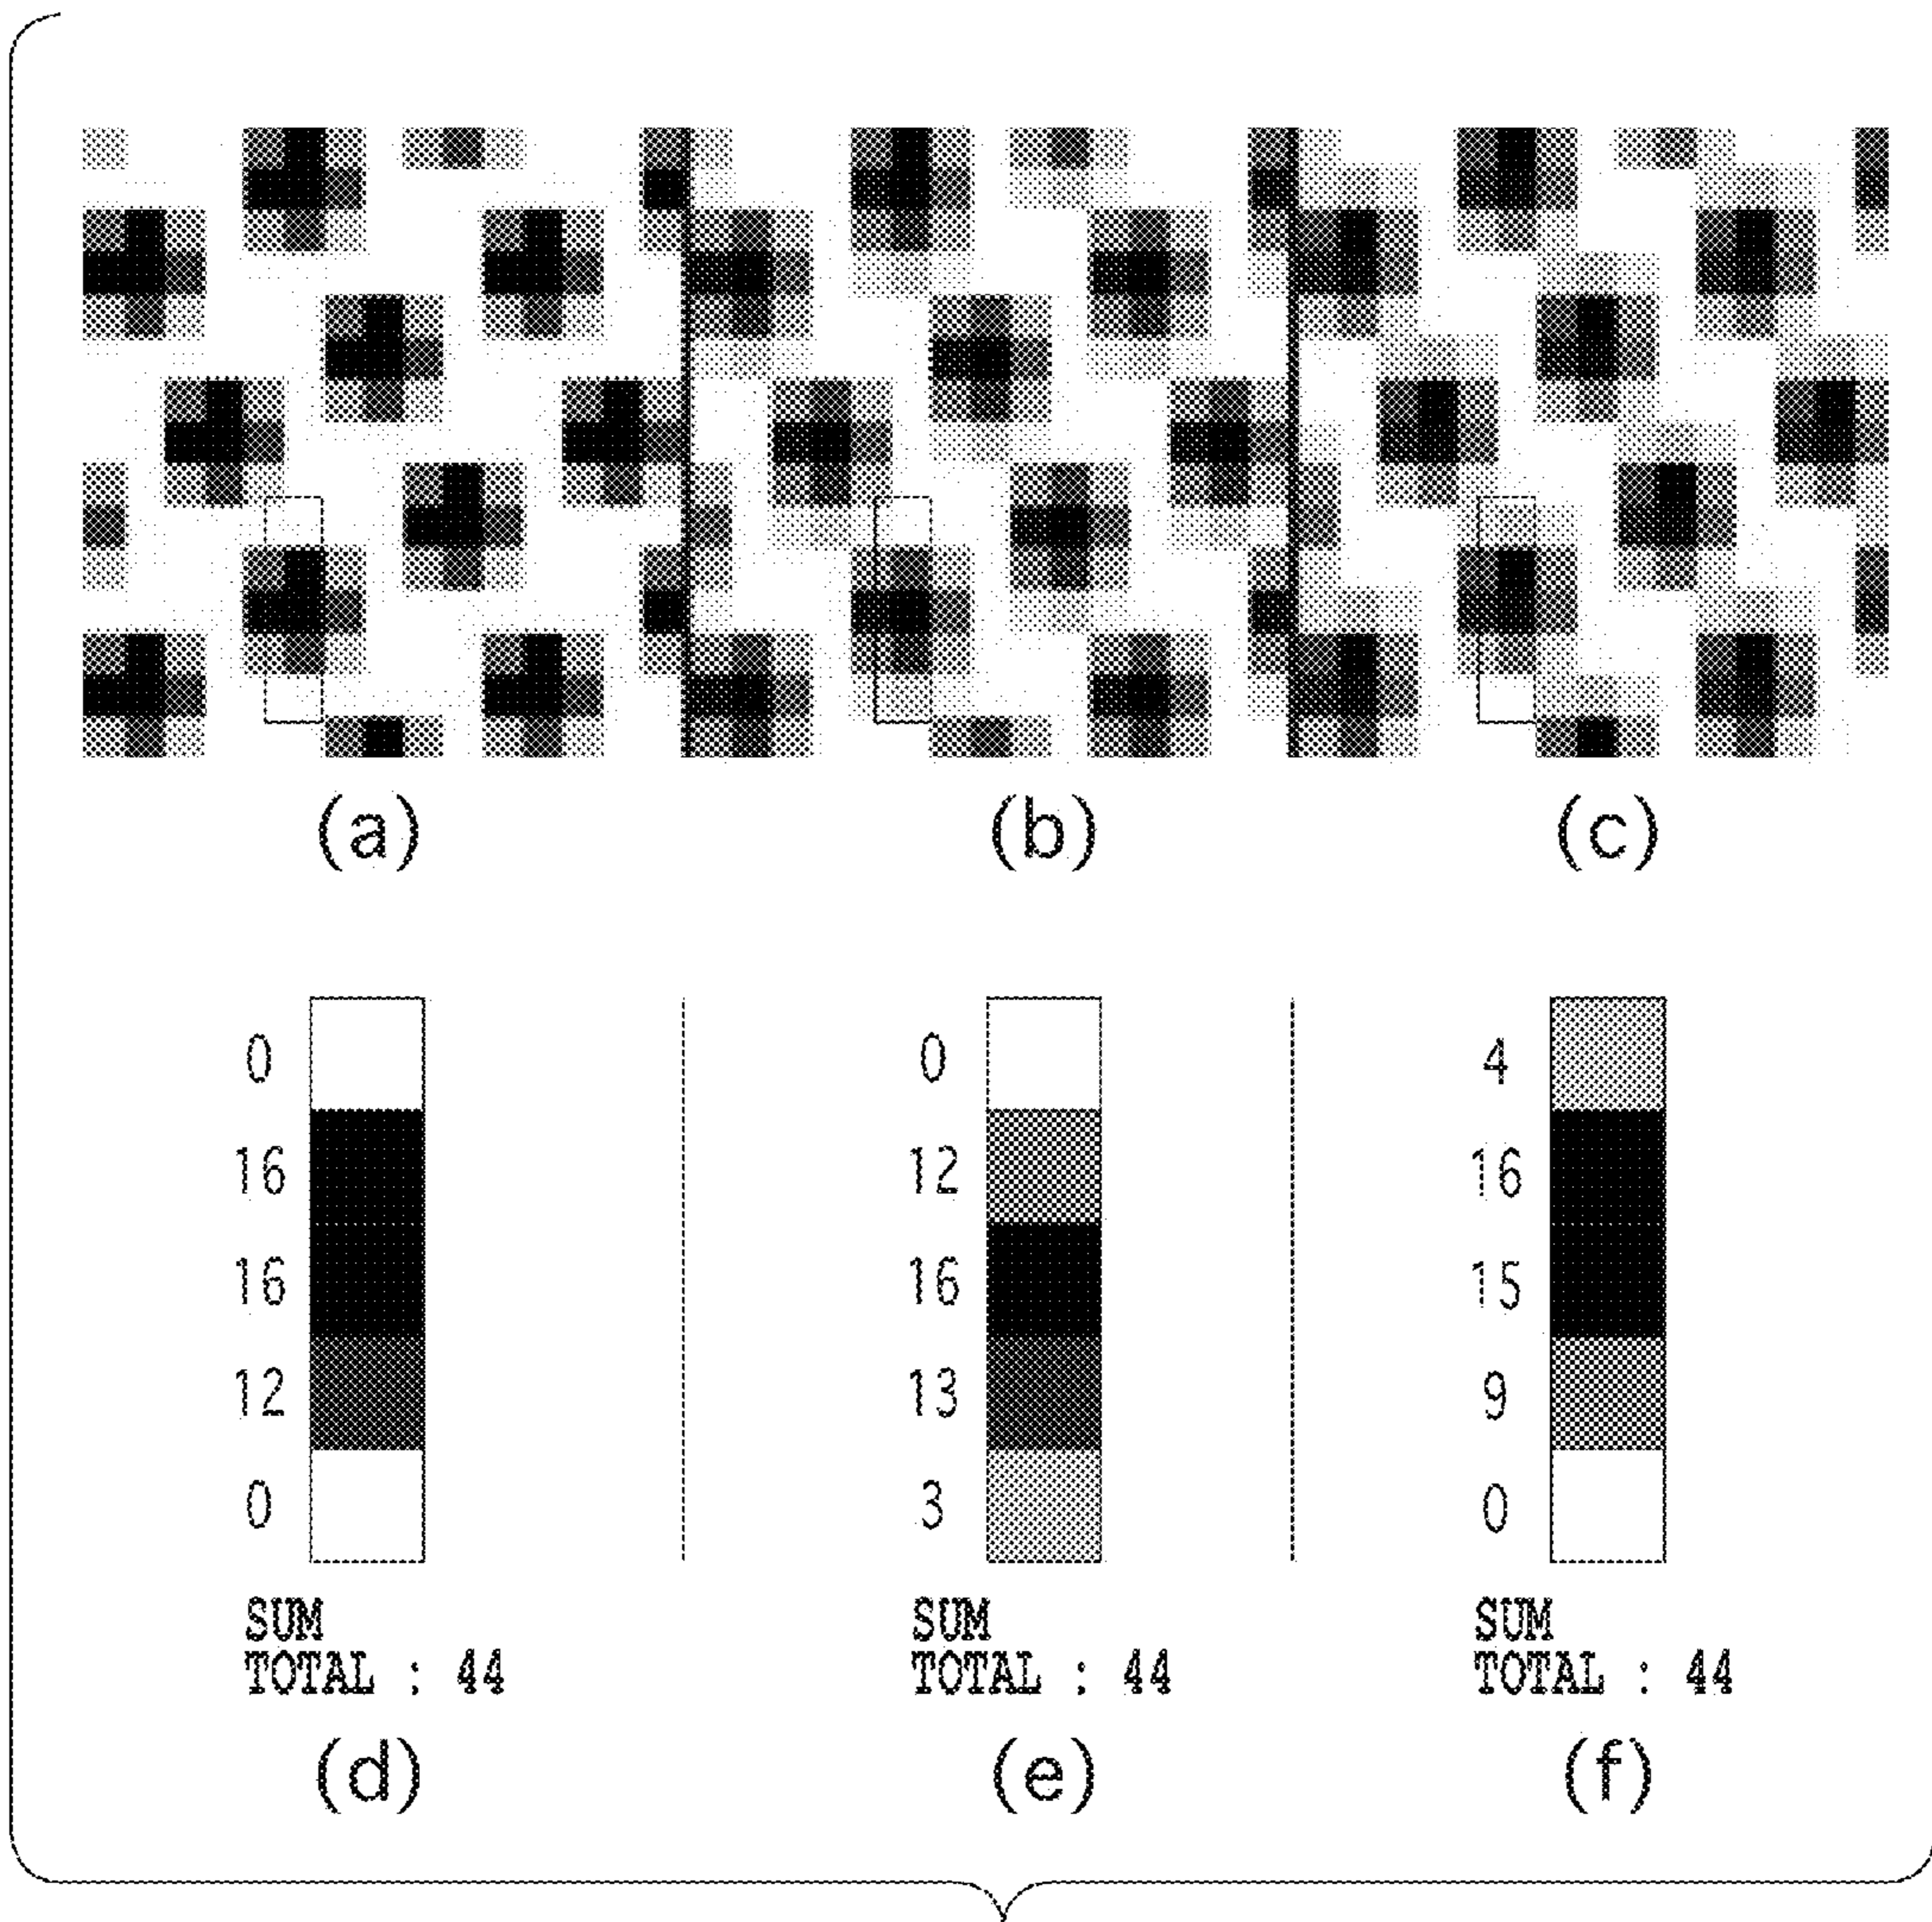 (a) (b) (c)
0 0 4
16 12 16
16 16 15
12 13 9
0 3 0
SUM SUM SUM
TOTAL : 44 TOTAL : 44 TOTAL : 44
(d) (e) (f)